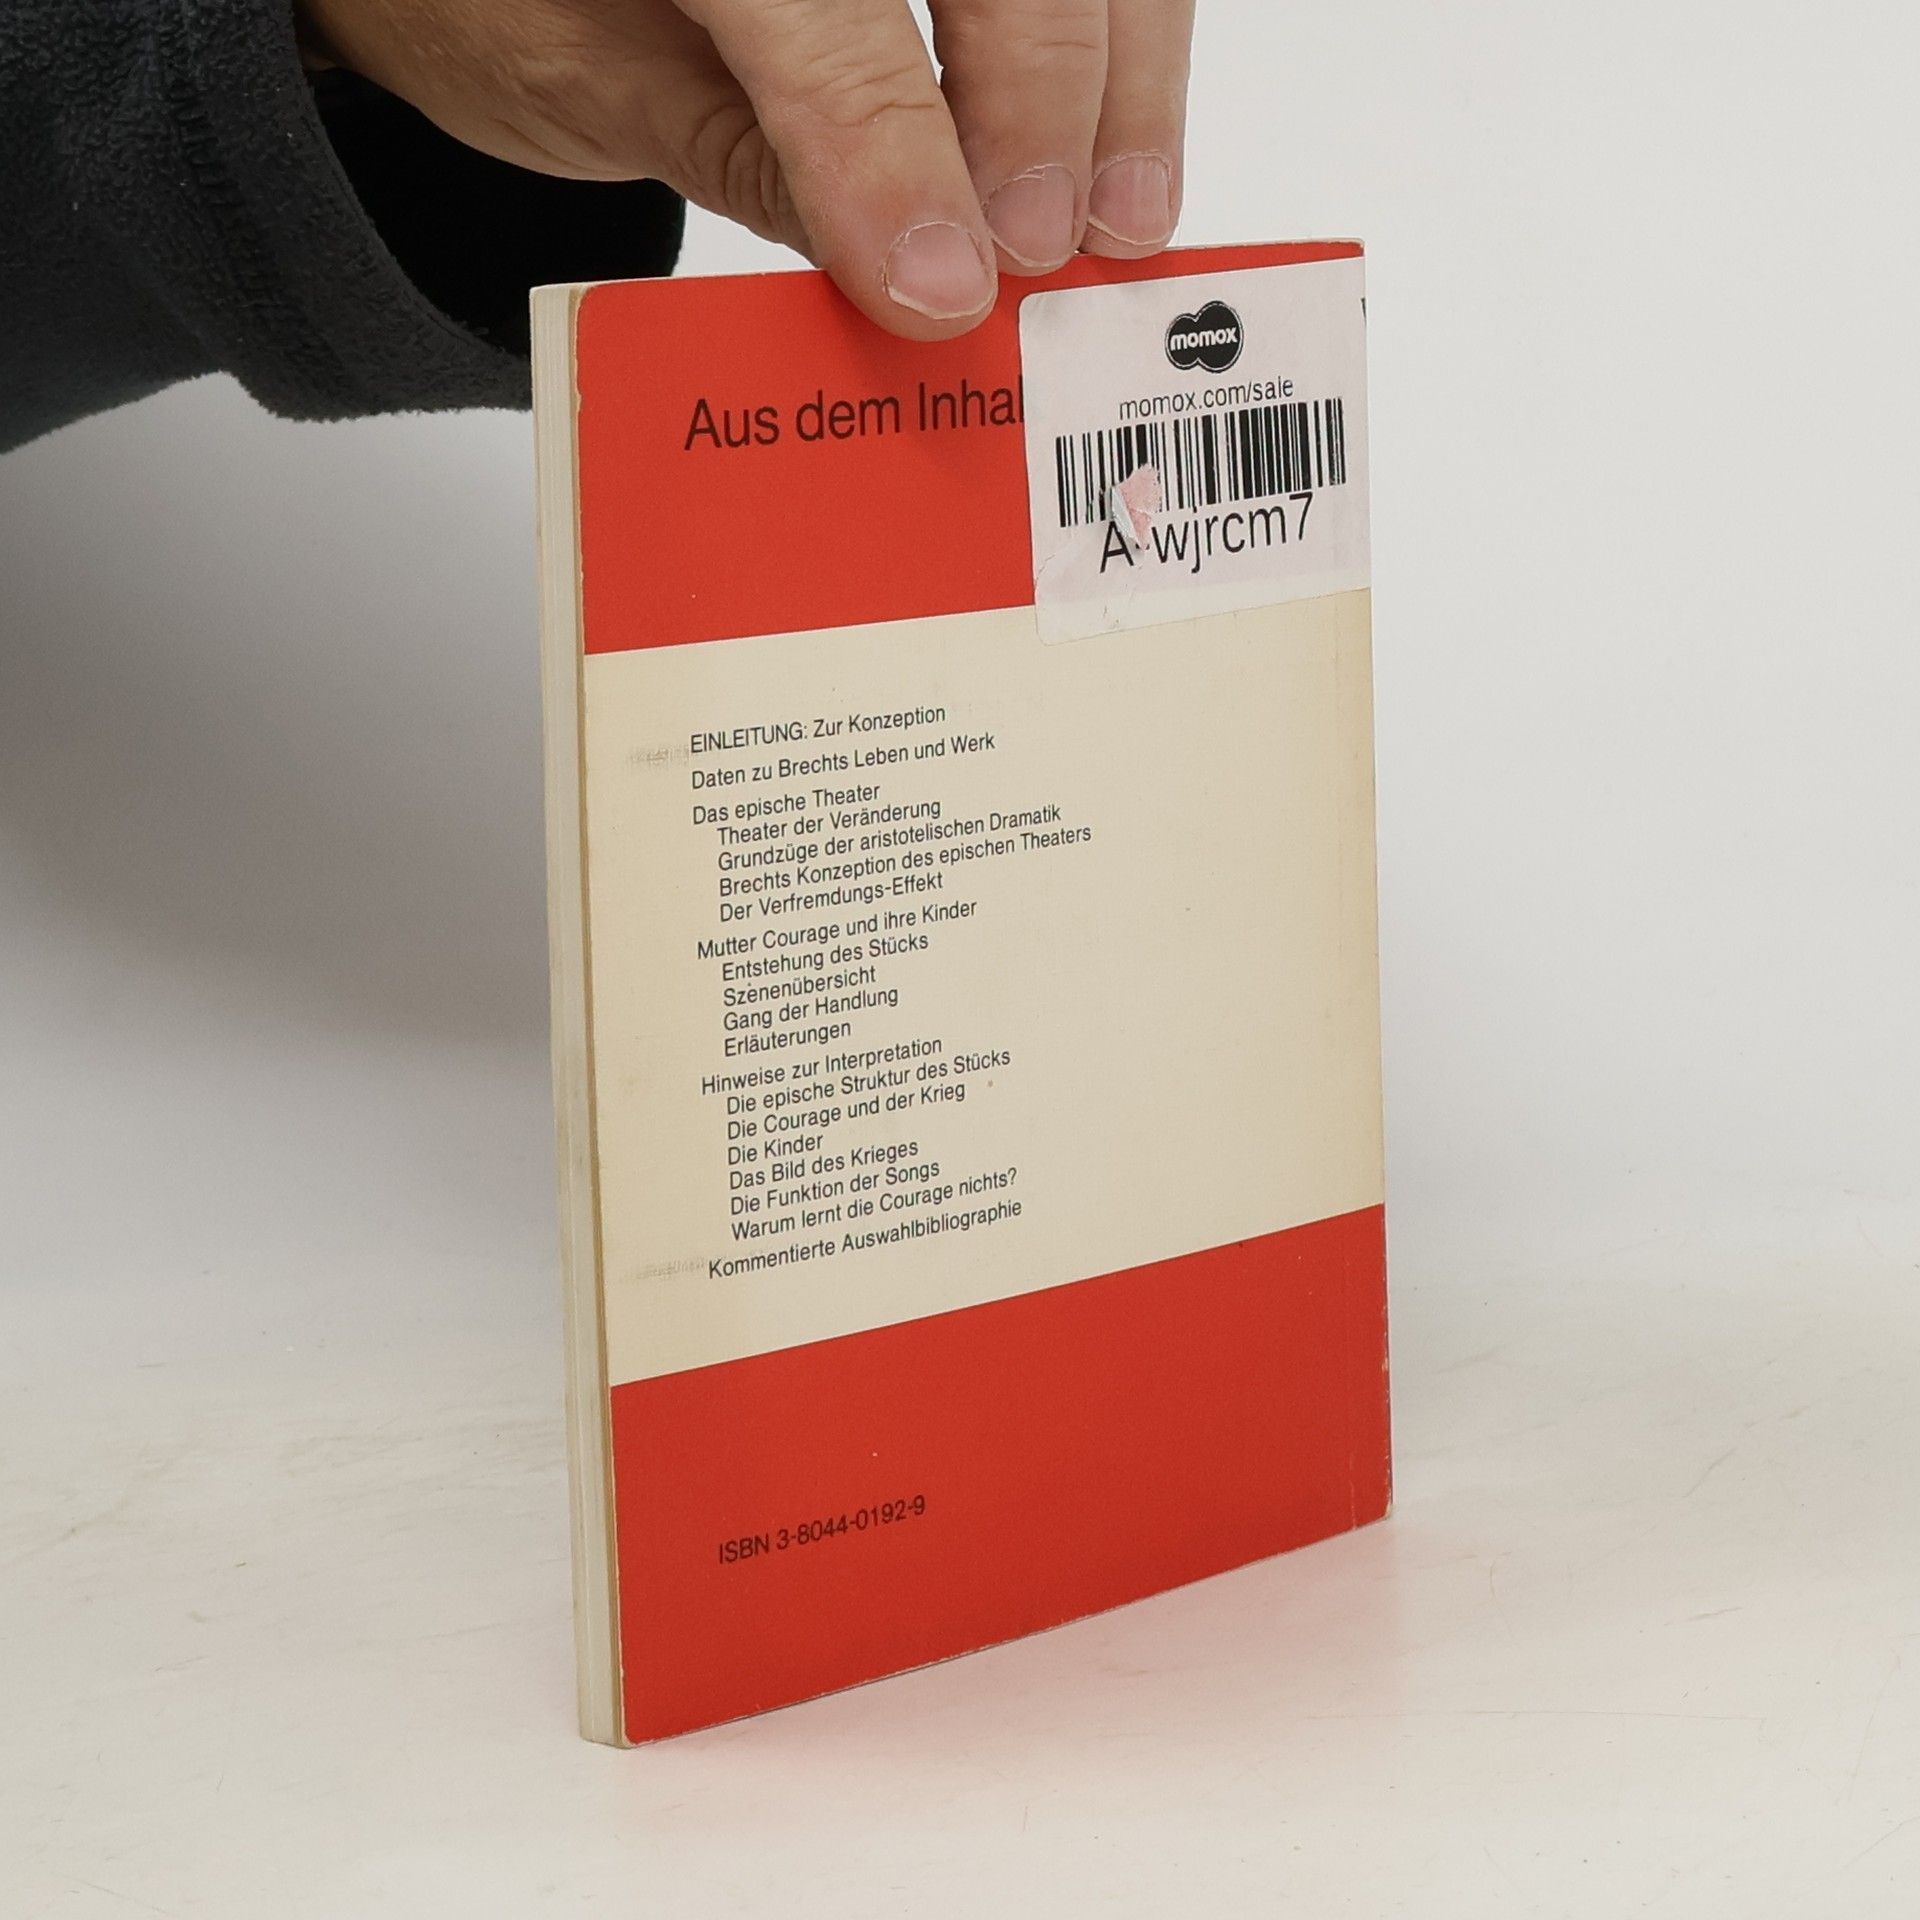 momox
momox.com/sale
A-wjrcm7
Aus dem Inhal
EINLEITUNG: Zur Konzeption
Daten zu Brechts Leben und Werk
Das epische Theater
Theater der Veränderung
Grundzüge der aristotelischen Dramatik
Brechts Konzeption des epischen Theaters
Der Verfremdungs-Effekt
Mutter Courage und ihre Kinder
Entstehung des Stücks
Szenenübersicht
Gang der Handlung
Erläuterungen
Hinweise zur Interpretation
Die epische Struktur des Stücks
Die Courage und der Krieg
Die Kinder
Das Bild des Krieges
Die Funktion der Songs
Warum lernt die Courage nichts?
Kommentierte Auswahlbibliographie
ISBN 3-8044-0192-9